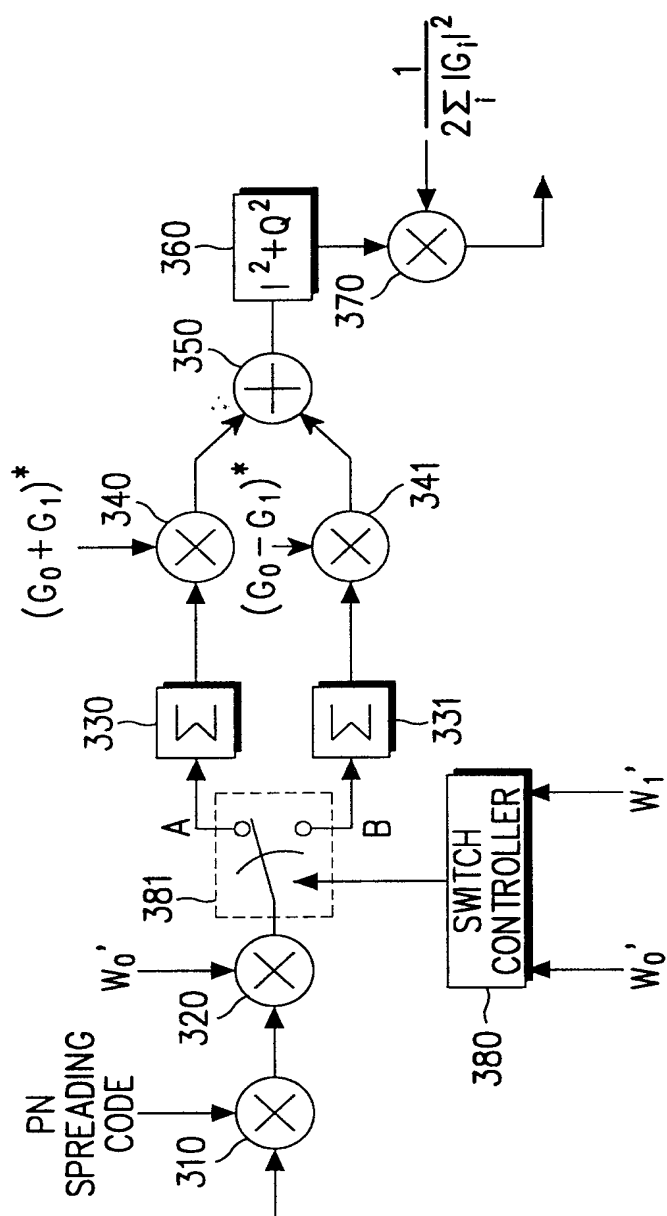 PN
SPREADING
CODE
310
W₀'
320
381
A
B
330
Σ
331
Σ
(G₀+G₁)*
340
(G₀−G₁)*
341
350
360
I²+Q²
370
1
2Σ|Gᵢ|²
i
380
SWITCH
CONTROLLER
W₀'
W₁'